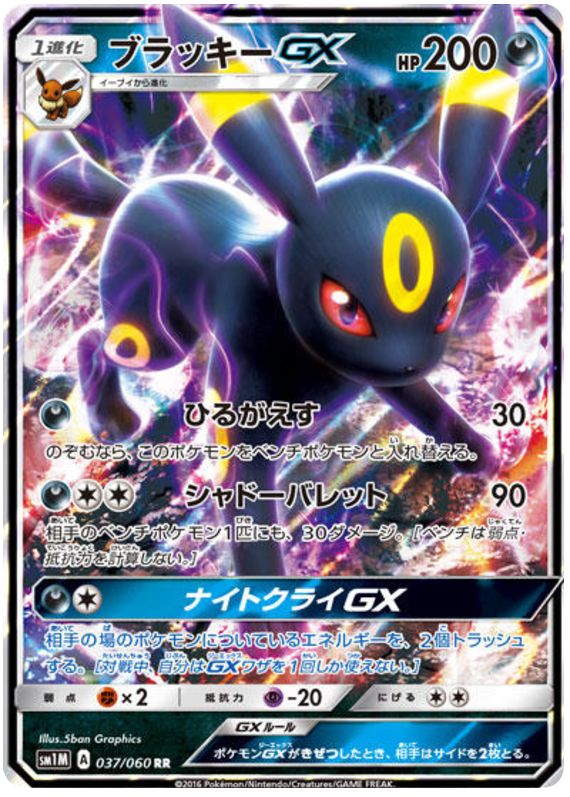 1進化 ブラッキーGX HP200
イーブイから進化
ひるがえす 30
のぞむなら、このポケモンをベンチポケモンと入れ替える。
シャドーバレット 90
相手のベンチポケモン1匹にも、30ダメージ。[ベンチは弱点・
抵抗力を計算しない。]
ナイトクライGX
相手の場のポケモンについているエネルギーを、2個トラッシュ
する。[対戦中、自分はGXワザを1回しか使えない。]
弱点 ×2 抵抗力 -20 にげる
Illus.5ban Graphics
GXルール
ポケモンGXがきぜつしたとき、相手はサイドを2枚とる。
SM1M A 037/060 RR
©2016 Pokémon/Nintendo/Creatures/GAME FREAK.